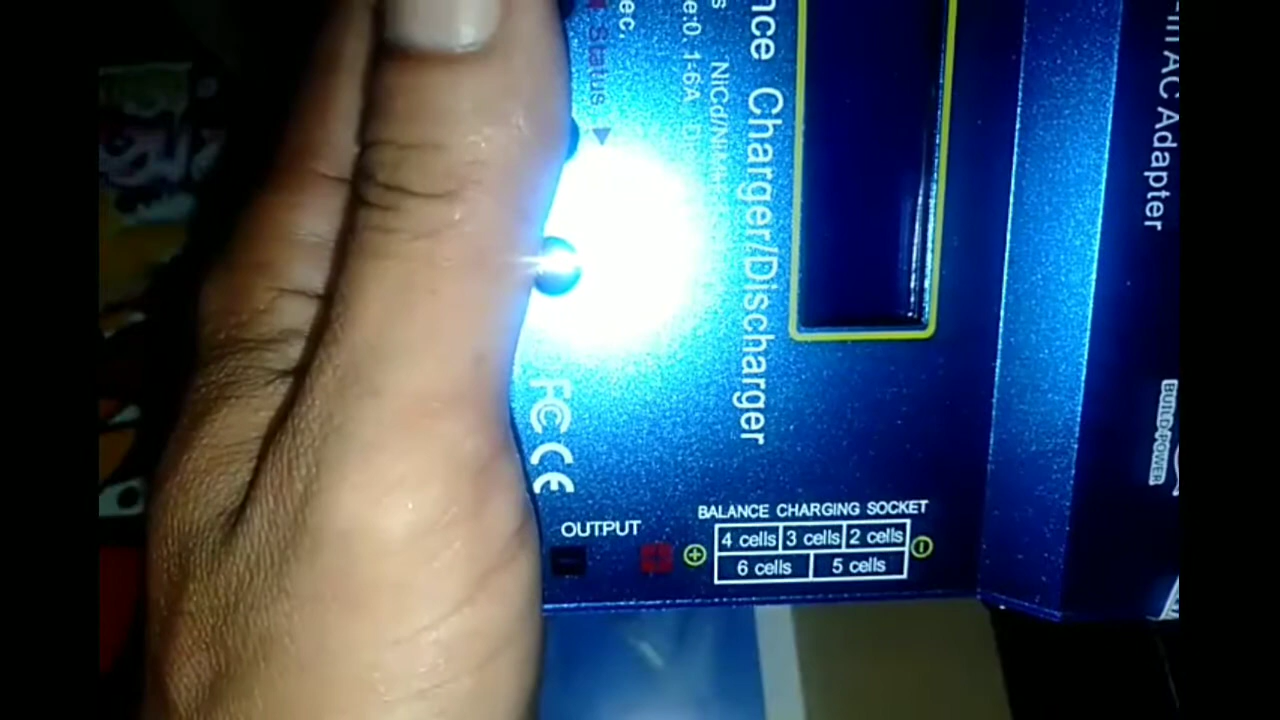 -in AC Adapter
BUILD-POWER
nce Charger/Discharger
s NiCd/Ni
e:0.1-6A D
ec.
Status
FC CE
OUTPUT
BALANCE CHARGING SOCKET
4 cells 3 cells 2 cells
6 cells 5 cells